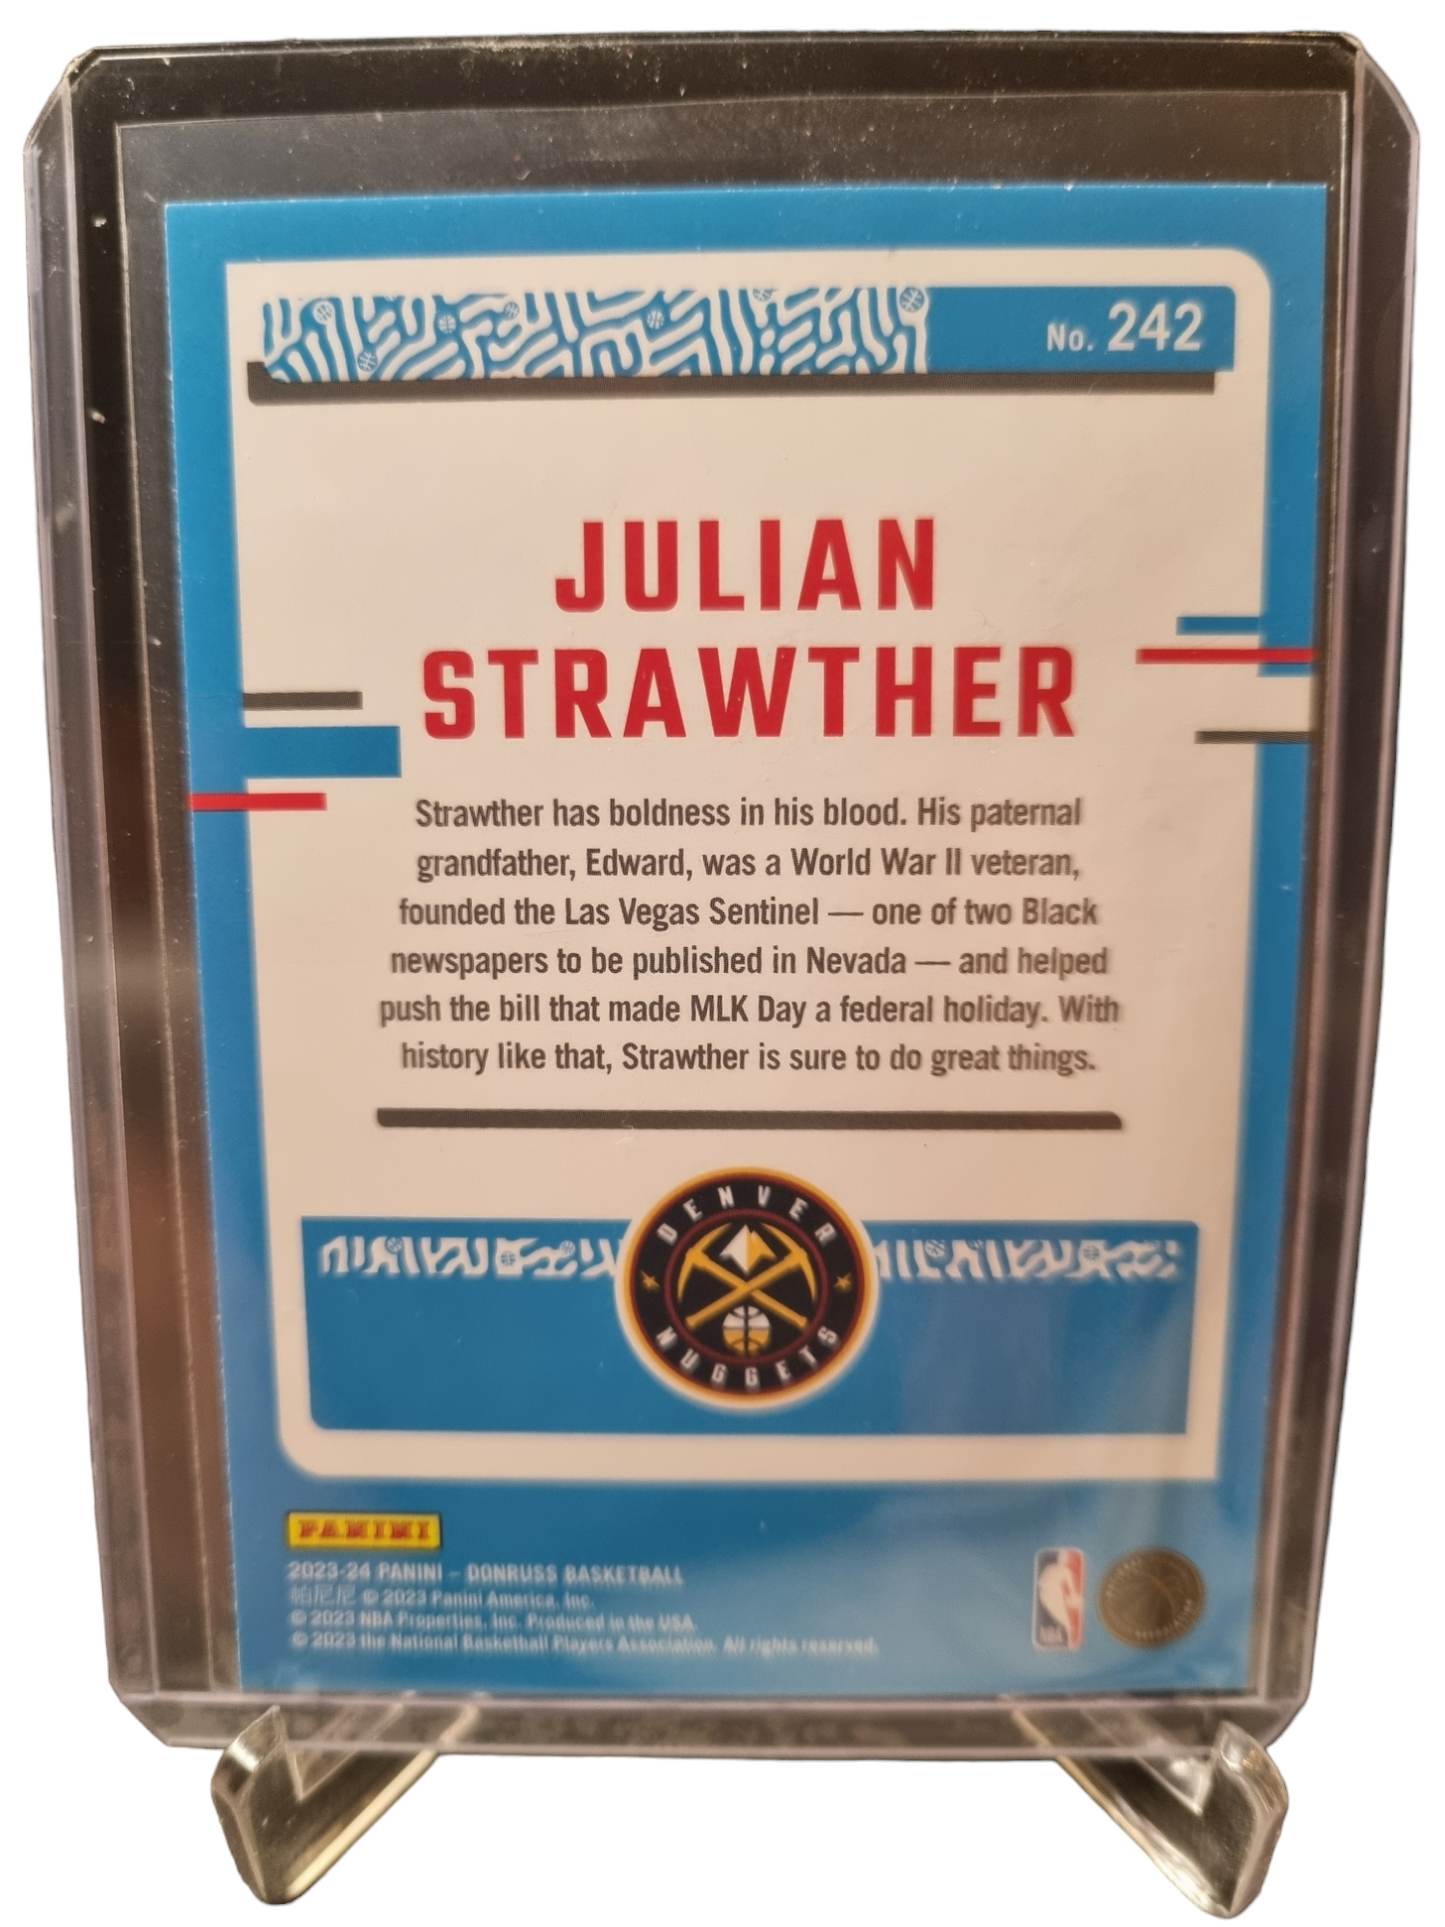 No. 242
JULIAN
STRAWTHER
Strawther has boldness in his blood. His paternal
grandfather, Edward, was a World War II veteran,
founded the Las Vegas Sentinel — one of two Black
newspapers to be published in Nevada — and helped
push the bill that made MLK Day a federal holiday. With
history like that, Strawther is sure to do great things.
DENVER
NUGGETS
PANINI
2023-24 PANINI – DONRUSS BASKETBALL
帕尼尼 © 2023 Panini America, Inc.
© 2023 NBA Properties, Inc. Produced in the USA.
© 2023 the National Basketball Players Association. All rights reserved.
NBA